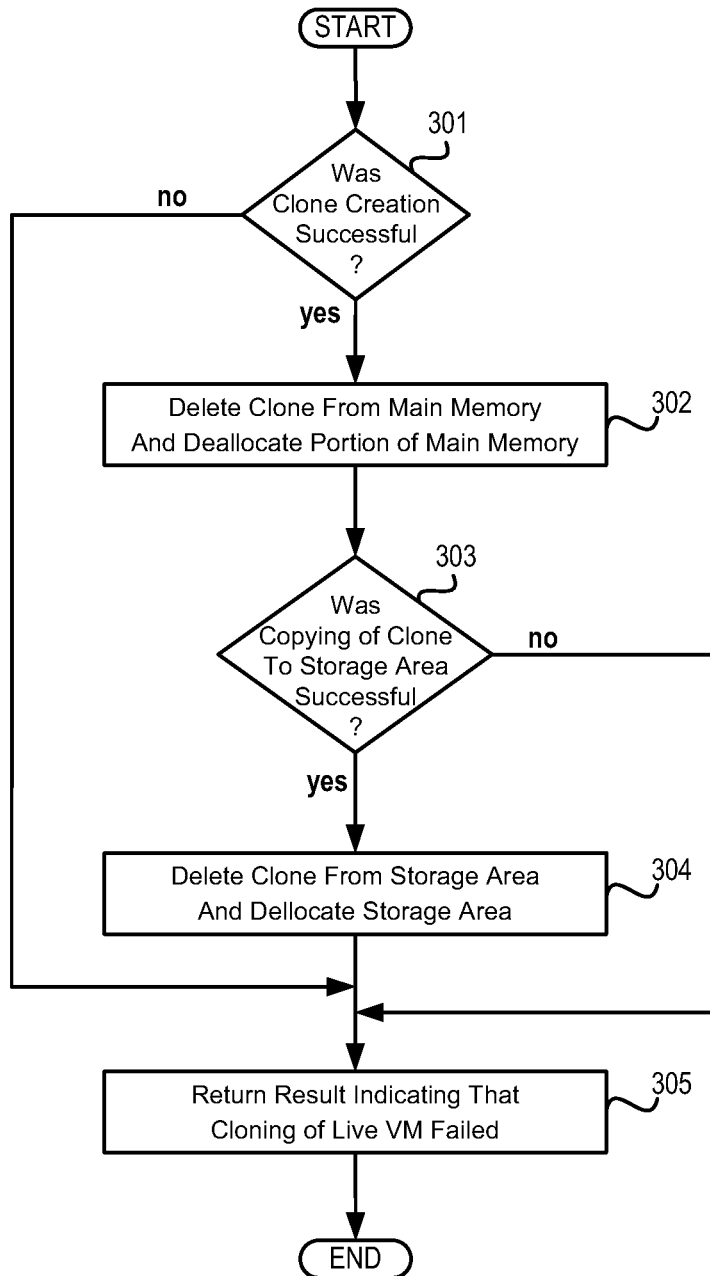 START
301
Was
Clone Creation
Successful
?
no
yes
Delete Clone From Main Memory
And Deallocate Portion of Main Memory
302
303
Was
Copying of Clone
To Storage Area
Successful
?
no
yes
Delete Clone From Storage Area
And Dellocate Storage Area
304
Return Result Indicating That
Cloning of Live VM Failed
305
END